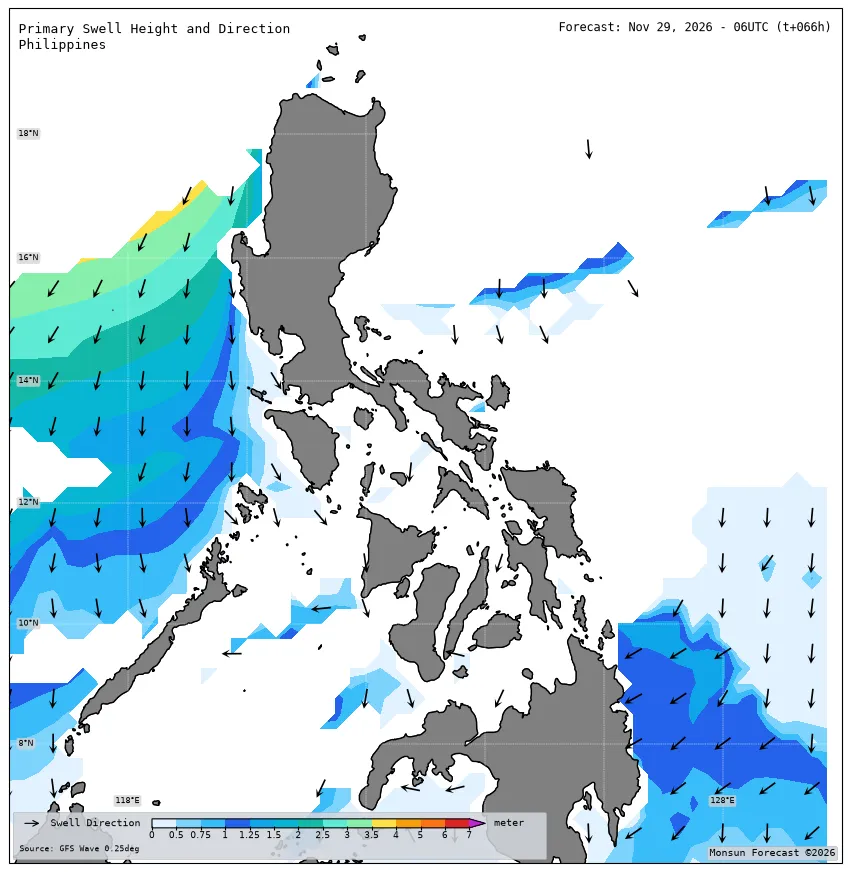 Primary Swell Height and Direction
Philippines
Forecast: Nov 29, 2026 - 06UTC (t+066h)
18°N
16°N
14°N
12°N
10°N
8°N
118°E
128°E
Swell Direction
meter
0 0.5 0.75 1 1.25 1.5 2 2.5 3 3.5 4 5 6 7
Source: GFS Wave 0.25deg
Monsun Forecast ©2026